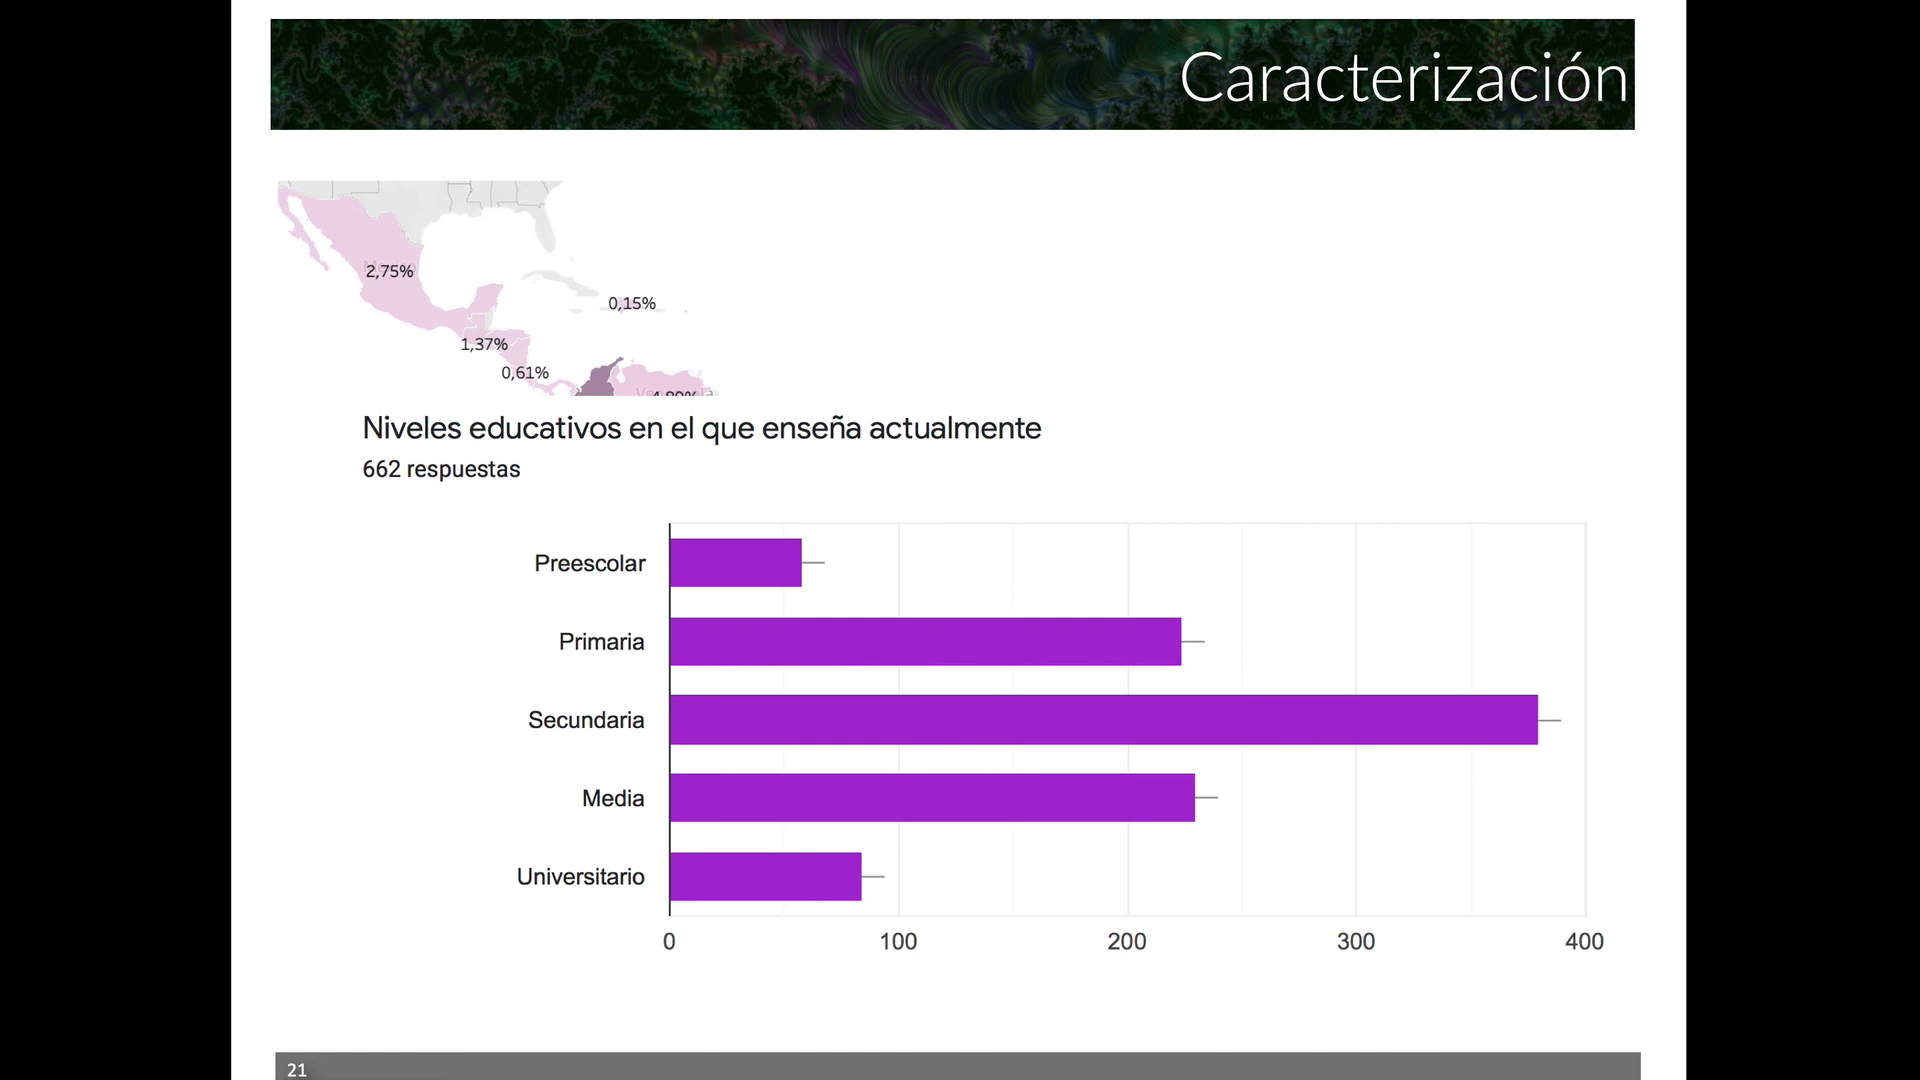 Caracterización
2,75%
0,15%
1,37%
0,61%
Niveles educativos en el que enseña actualmente
662 respuestas
Preescolar
Primaria
Secundaria
Media
Universitario
0 100 200 300 400
21